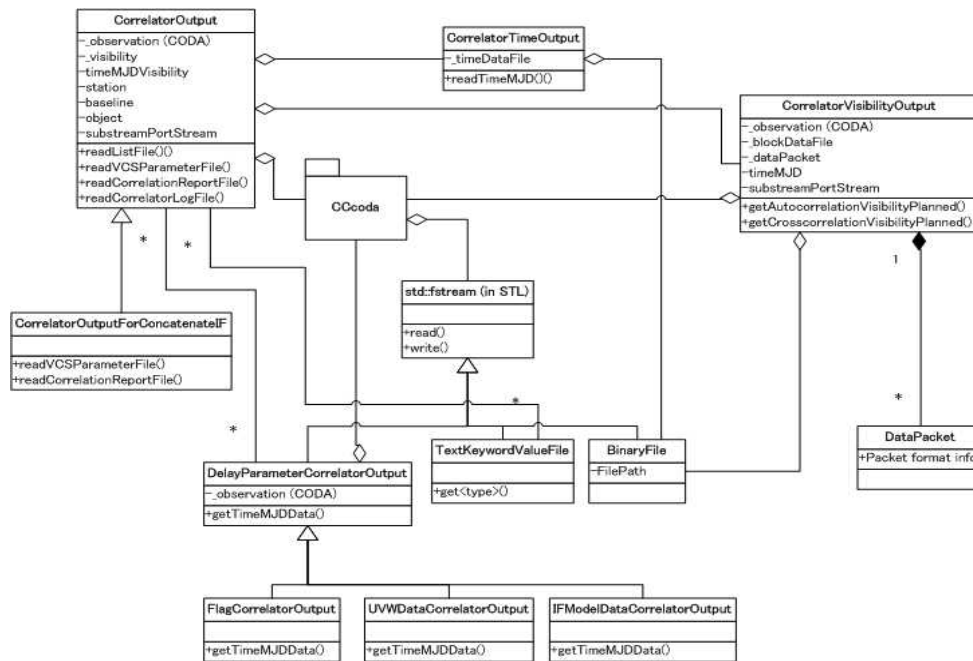 CorrelatorOutput
-_observation (CODA)
-_visibility
-timeMJDVisibility
-station
-baseline
-object
-substreamPortStream
+readListFile()()
+readVCSParameterFile()
+readCorrelationReportFile()
+readCorrelatorLogFile()
CorrelatorTimeOutput
-_timeDataFile
+readTimeMJD()()
CorrelatorVisibilityOutput
-_observation (CODA)
-_blockDataFile
-_dataPacket
-timeMJD
-substreamPortStream
+getAutocorrelationVisibilityPlanned()
+getCrosscorrelationVisibilityPlanned()
CCcoda
*
*
1
std::fstream (in STL)
+read()
+write()
CorrelatorOutputForConcatenateIF
+readVCSParameterFile()
+readCorrelationReportFile()
*
*
*
TextKeywordValueFile
+get<type>()
BinaryFile
-FilePath
DataPacket
+Packet format info
DelayParameterCorrelatorOutput
-_observation (CODA)
+getTimeMJDData()
FlagCorrelatorOutput
+getTimeMJDData()
UVWDataCorrelatorOutput
+getTimeMJDData()
IFModelDataCorrelatorOutput
+getTimeMJDData()